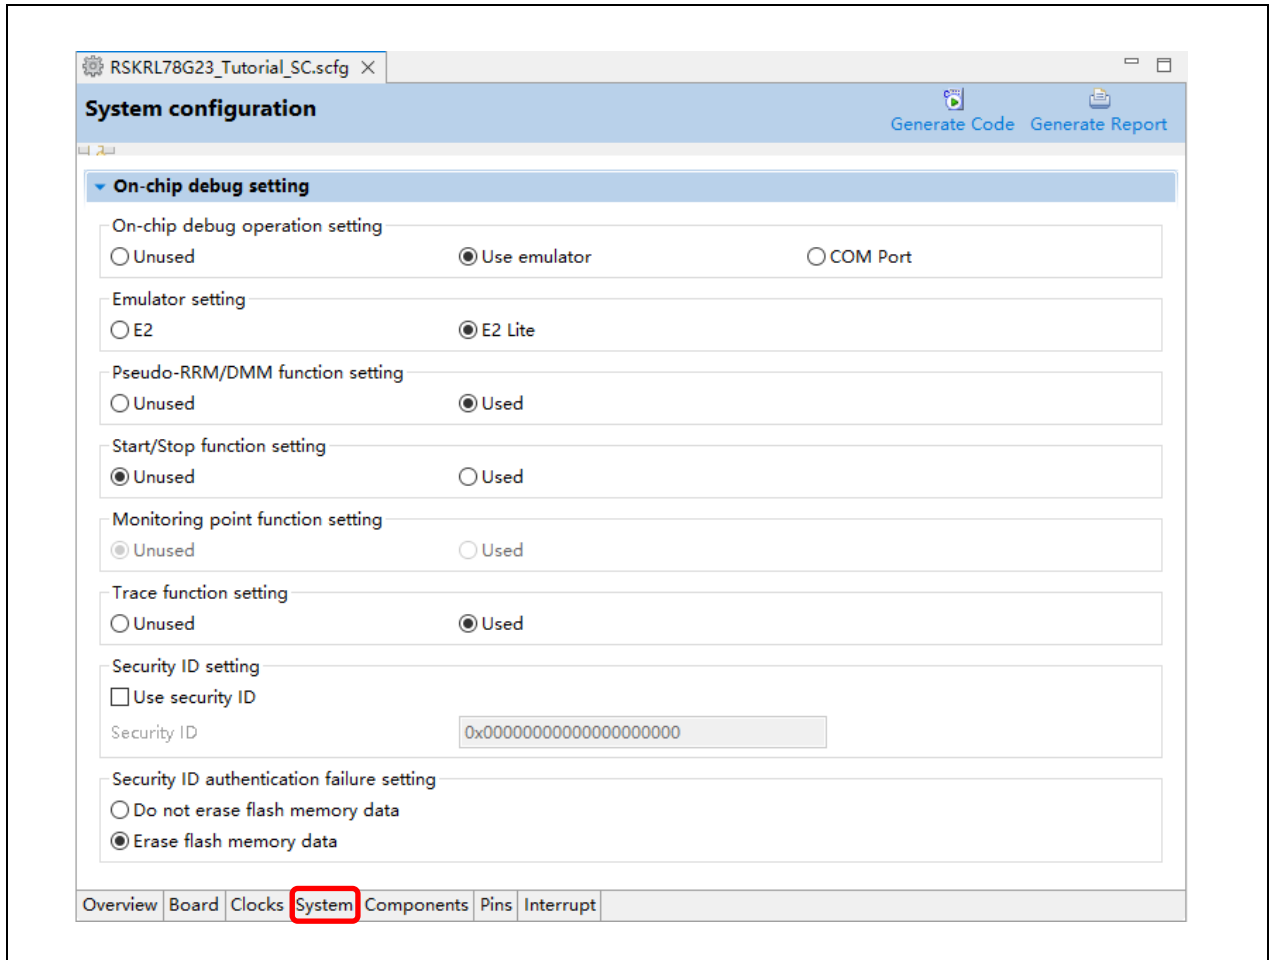 RSKRL78G23_Tutorial_SC.scfg
System configuration
Generate Code Generate Report
On-chip debug setting
On-chip debug operation setting
Unused Use emulator COM Port
Emulator setting
E2 E2 Lite
Pseudo-RRM/DMM function setting
Unused Used
Start/Stop function setting
Unused Used
Monitoring point function setting
Unused Used
Trace function setting
Unused Used
Security ID setting
Use security ID
Security ID 0x00000000000000000000
Security ID authentication failure setting
Do not erase flash memory data
Erase flash memory data
Overview Board Clocks System Components Pins Interrupt